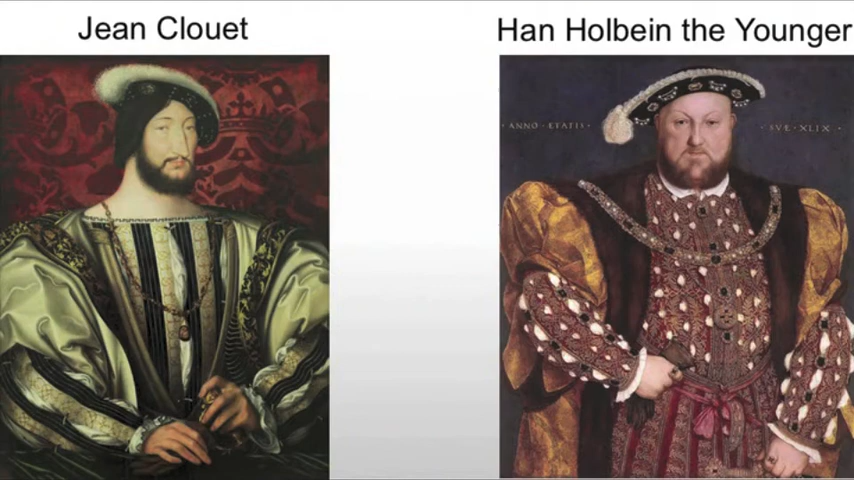 Jean Clouet
Han Holbein the Younger
ANNO · ETATIS · SVE · XLIX ·